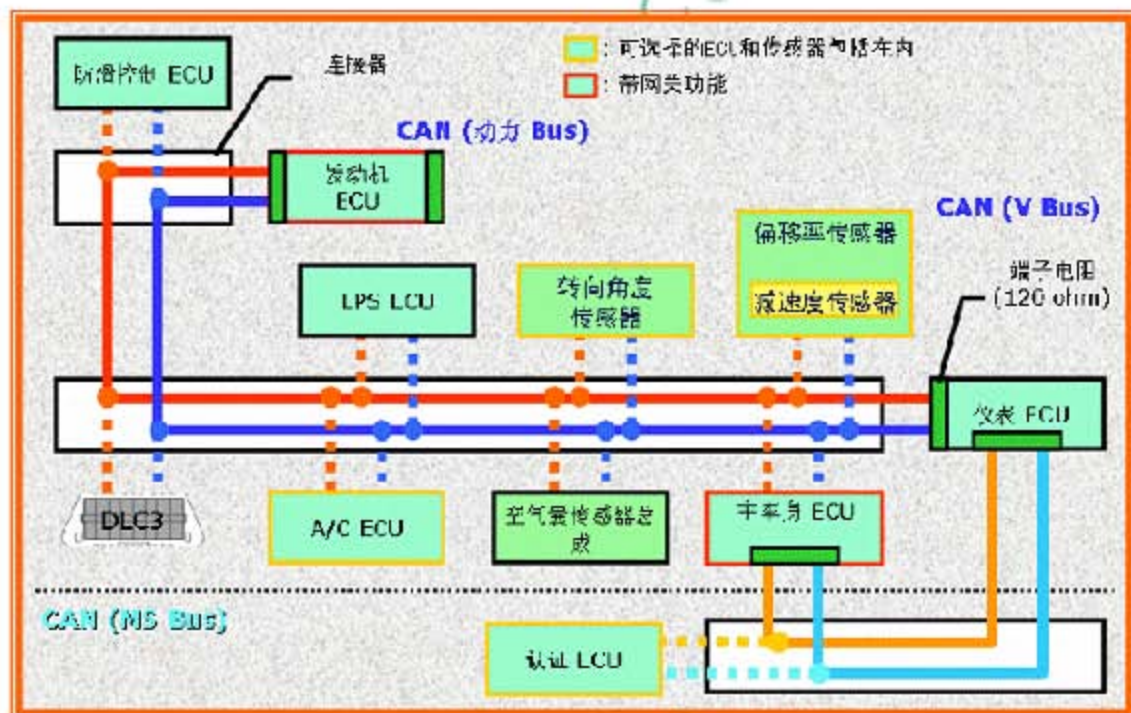 防滑控制 ECU
连接器
: 可选择的ECU和传感器包括在内
: 带网关功能
CAN (动力 Bus)
发动机
ECU
CAN (V Bus)
偏移率传感器
减速度传感器
端子电阻
(120 ohm)
EPS ECU
转向角度
传感器
仪表 ECU
DLC3
A/C ECU
空气囊传感器总
成
主车身 ECU
CAN (MS Bus)
认证 ECU